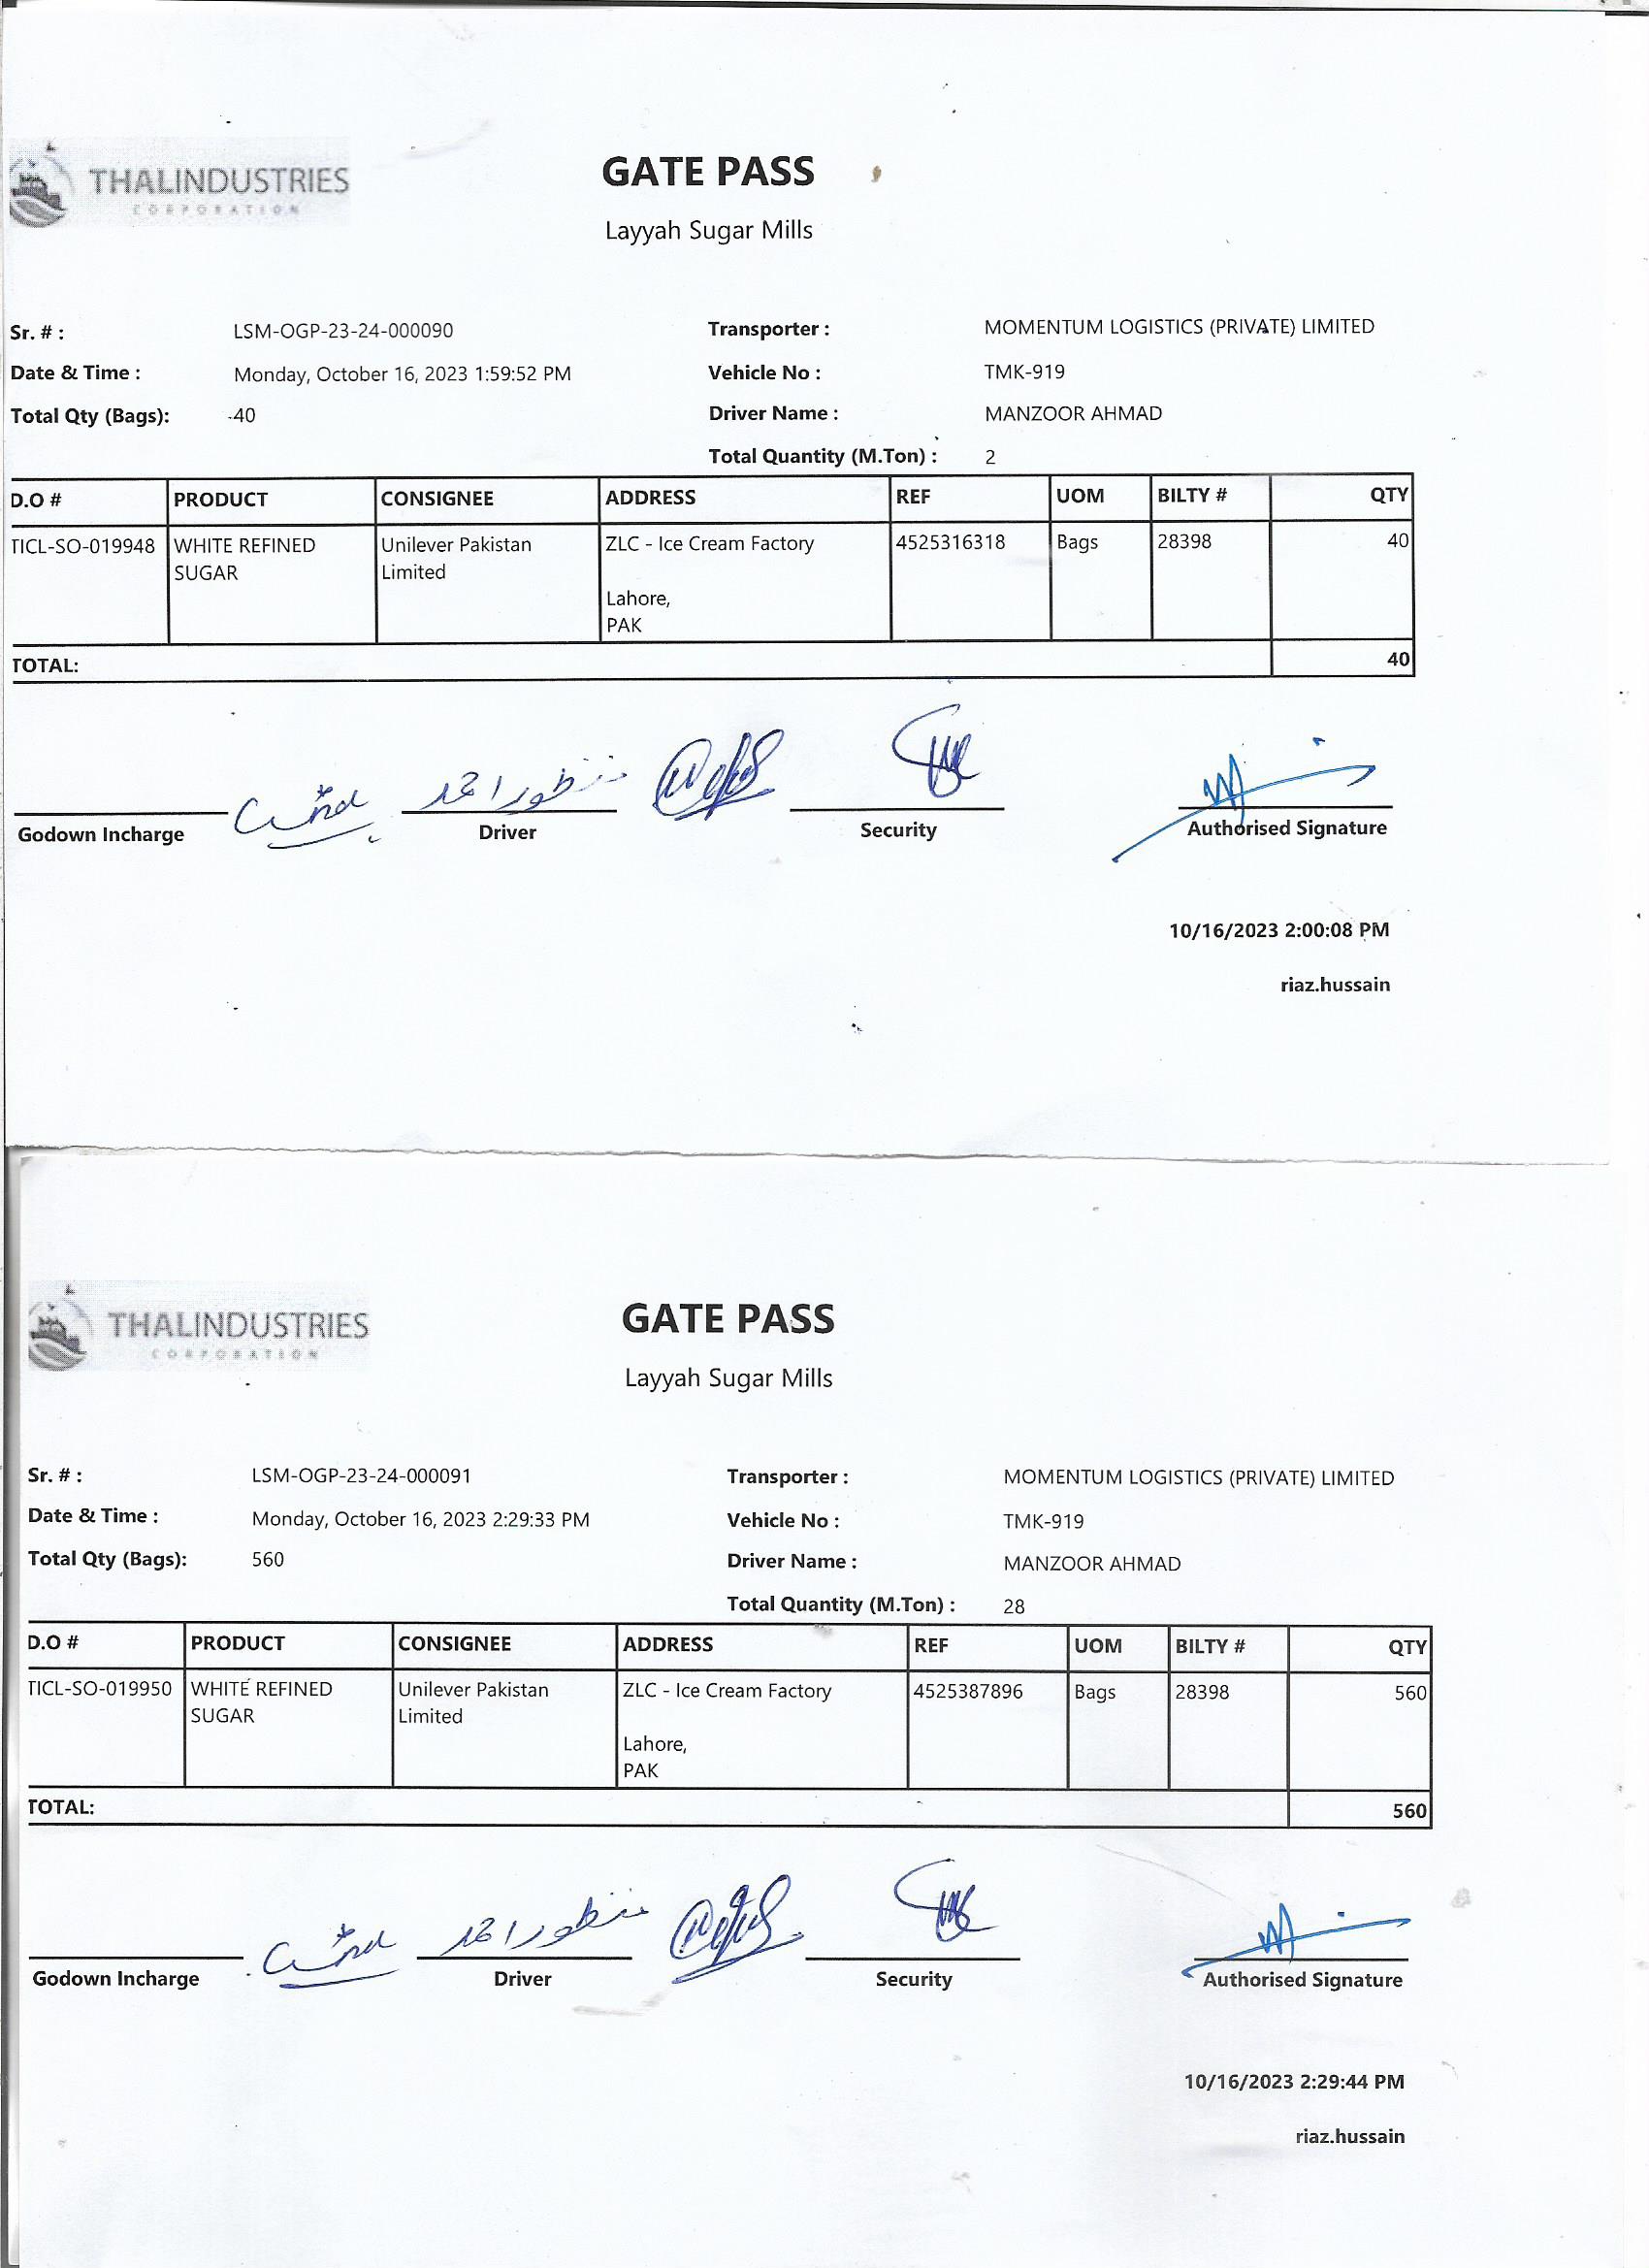 THALINDUSTRIES
CORPORATION
GATE PASS
Layyah Sugar Mills
Sr. # : LSM-OGP-23-24-000090 Transporter : MOMENTUM LOGISTICS (PRIVATE) LIMITED
Date & Time : Monday, October 16, 2023 1:59:52 PM Vehicle No : TMK-919
Total Qty (Bags): 40 Driver Name : MANZOOR AHMAD
Total Quantity (M.Ton) : 2
D.O # PRODUCT CONSIGNEE ADDRESS REF UOM BILTY # QTY
TICL-SO-019948 WHITE REFINED Unilever Pakistan ZLC - Ice Cream Factory 4525316318 Bags 28398 40
SUGAR Limited
Lahore,
PAK
TOTAL: 40
منظور احمد
Godown Incharge Driver Security Authorised Signature
10/16/2023 2:00:08 PM
riaz.hussain
THALINDUSTRIES
CORPORATION
GATE PASS
Layyah Sugar Mills
Sr. # : LSM-OGP-23-24-000091 Transporter : MOMENTUM LOGISTICS (PRIVATE) LIMITED
Date & Time : Monday, October 16, 2023 2:29:33 PM Vehicle No : TMK-919
Total Qty (Bags): 560 Driver Name : MANZOOR AHMAD
Total Quantity (M.Ton) : 28
D.O # PRODUCT CONSIGNEE ADDRESS REF UOM BILTY # QTY
TICL-SO-019950 WHITE REFINED Unilever Pakistan ZLC - Ice Cream Factory 4525387896 Bags 28398 560
SUGAR Limited
Lahore,
PAK
TOTAL: 560
منظور احمد
Godown Incharge Driver Security Authorised Signature
10/16/2023 2:29:44 PM
riaz.hussain